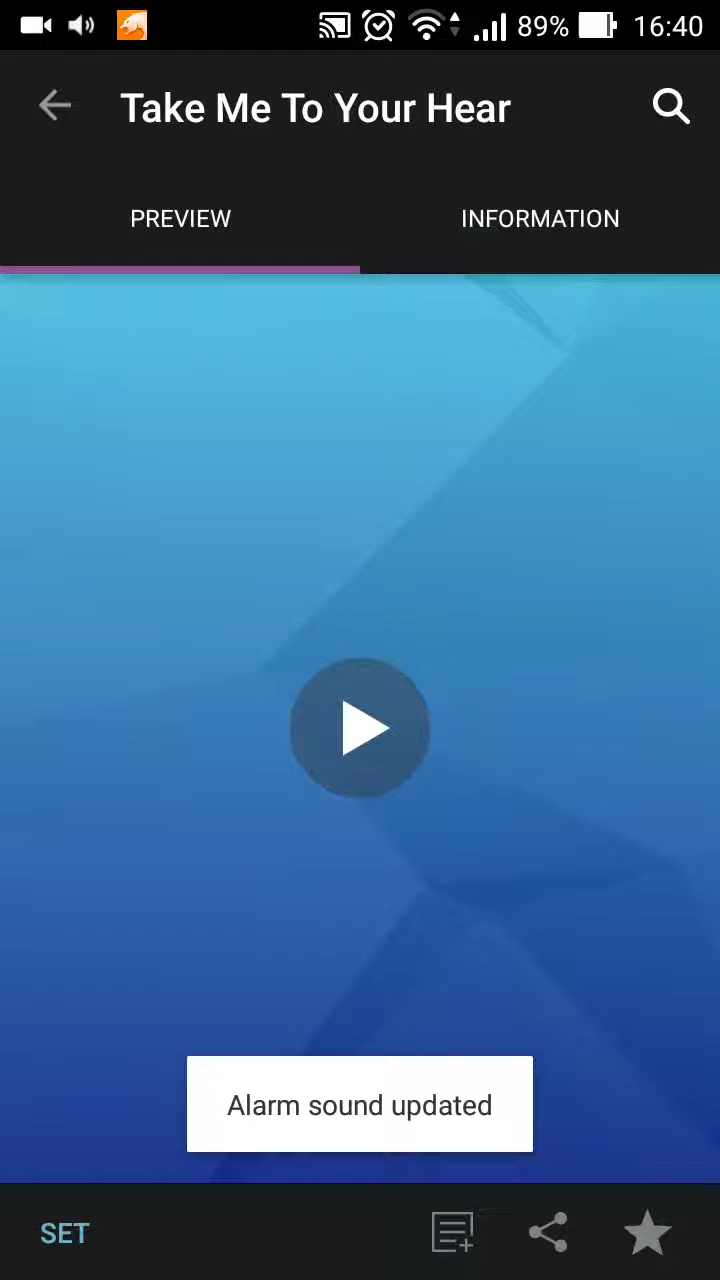 89% 16:40
Take Me To Your Hear
PREVIEW INFORMATION
Alarm sound updated
SET